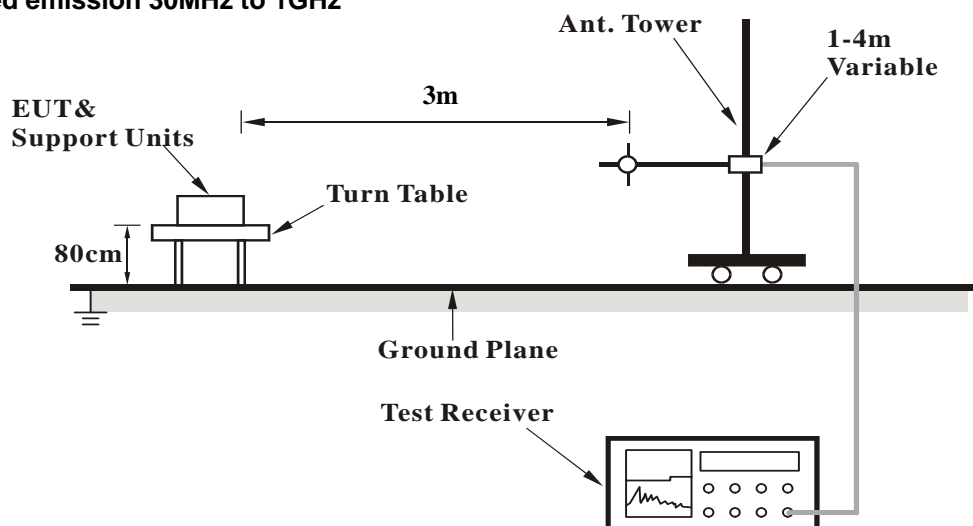 ed emission 30MHz to 1GHz
Ant. Tower
1-4m
Variable
3m
EUT&
Support Units
Turn Table
80cm
Ground Plane
Test Receiver